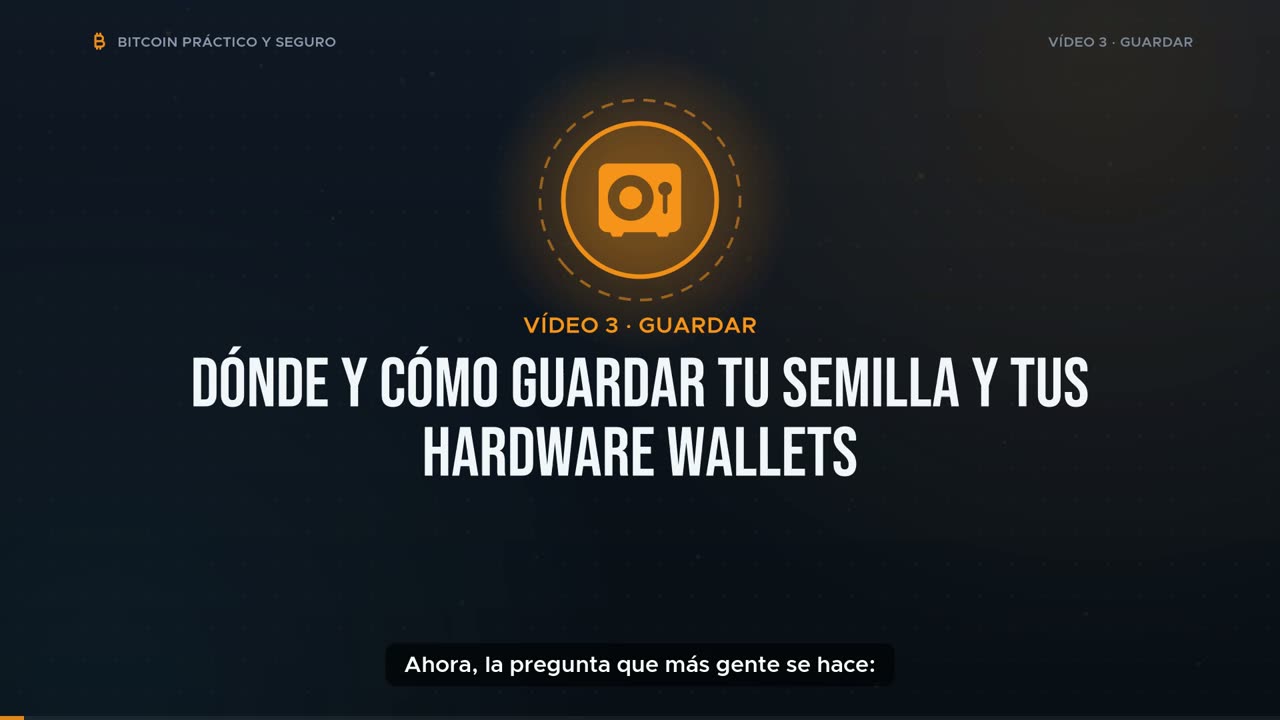 BITCOIN PRÁCTICO Y SEGURO
VÍDEO 3 · GUARDAR
VÍDEO 3 · GUARDAR
DÓNDE Y CÓMO GUARDAR TU SEMILLA Y TUS
HARDWARE WALLETS
Ahora, la pregunta que más gente se hace: